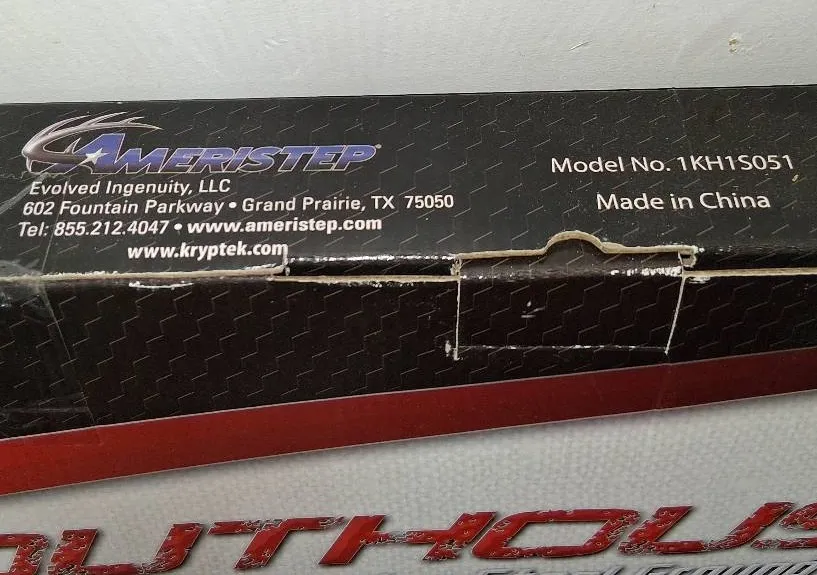 AMERISTEP®
Evolved Ingenuity, LLC
602 Fountain Parkway • Grand Prairie, TX 75050
Tel: 855.212.4047 • www.ameristep.com
www.kryptek.com
Model No. 1KH1S051
Made in China
OUTHOUS